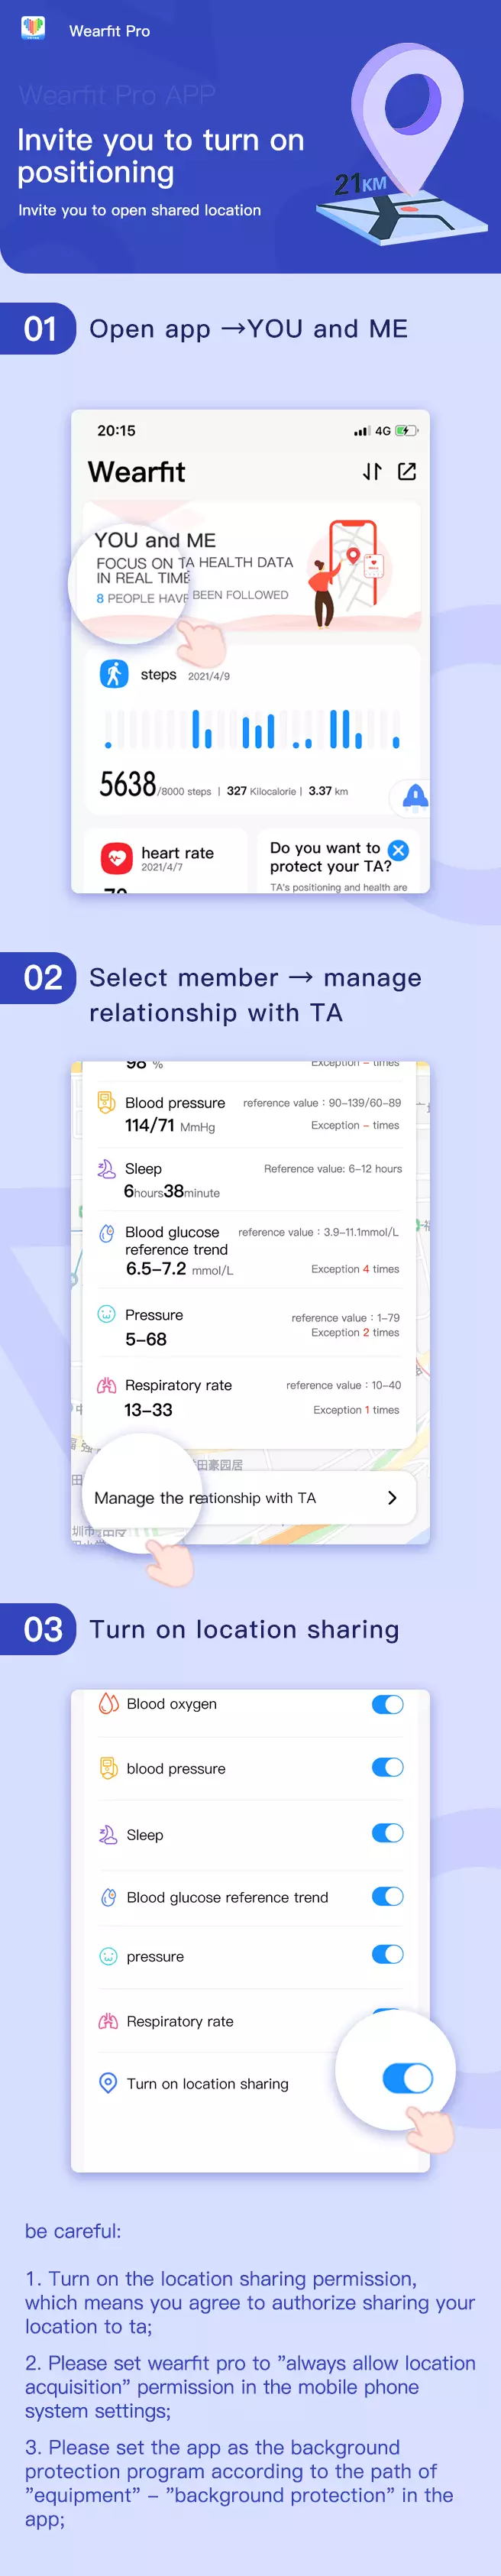 Wearfit Pro
Wearfit Pro APP
Invite you to turn on
positioning
Invite you to open shared location
21KM
01 Open app →YOU and ME
20:15 4G
Wearfit
YOU and ME
FOCUS ON TA HEALTH DATA
IN REAL TIME
8 PEOPLE HAVE BEEN FOLLOWED
steps 2021/4/9
5638/8000 steps | 327 Kilocalorie | 3.37 km
heart rate
2021/4/7
Do you want to
protect your TA?
TA's positioning and health are
02 Select member → manage
relationship with TA
98 % Exception – times
Blood pressure reference value：90-139/60-89
114/71 MmHg Exception – times
Sleep Reference value: 6-12 hours
6hours38minute
Blood glucose reference value：3.9-11.1mmol/L
reference trend
6.5-7.2 mmol/L Exception 4 times
Pressure reference value：1-79
5-68 Exception 2 times
Respiratory rate reference value：10-40
13-33 Exception 1 times
田豪园居
Manage the relationship with TA
圳市
03 Turn on location sharing
Blood oxygen
blood pressure
Sleep
Blood glucose reference trend
pressure
Respiratory rate
Turn on location sharing
be careful:
1. Turn on the location sharing permission,
which means you agree to authorize sharing your
location to ta;
2. Please set wearfit pro to "always allow location
acquisition" permission in the mobile phone
system settings;
3. Please set the app as the background
protection program according to the path of
"equipment" – "background protection" in the
app;